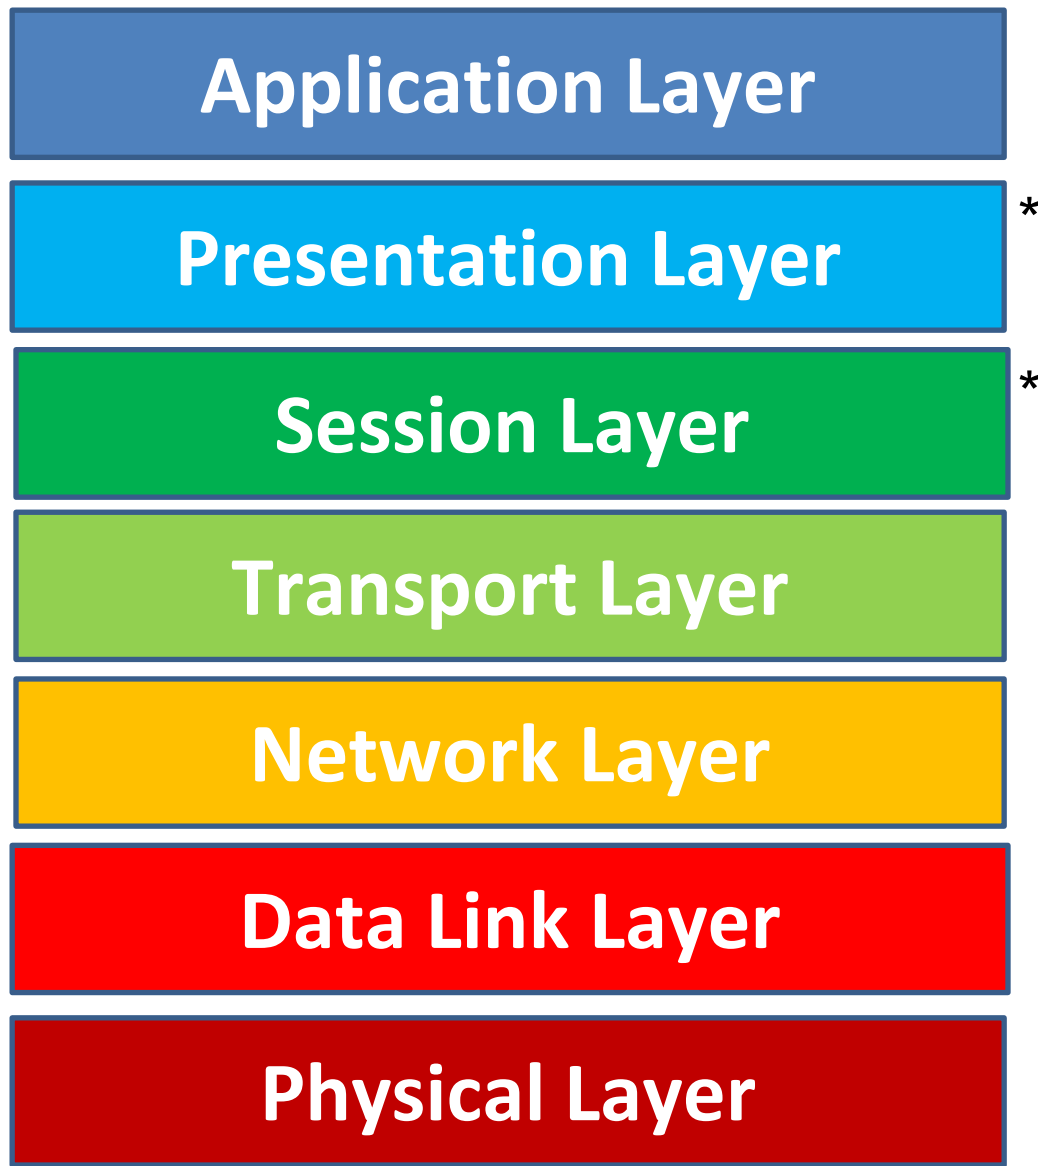 Application Layer
Presentation Layer *
Session Layer *
Transport Layer
Network Layer
Data Link Layer
Physical Layer